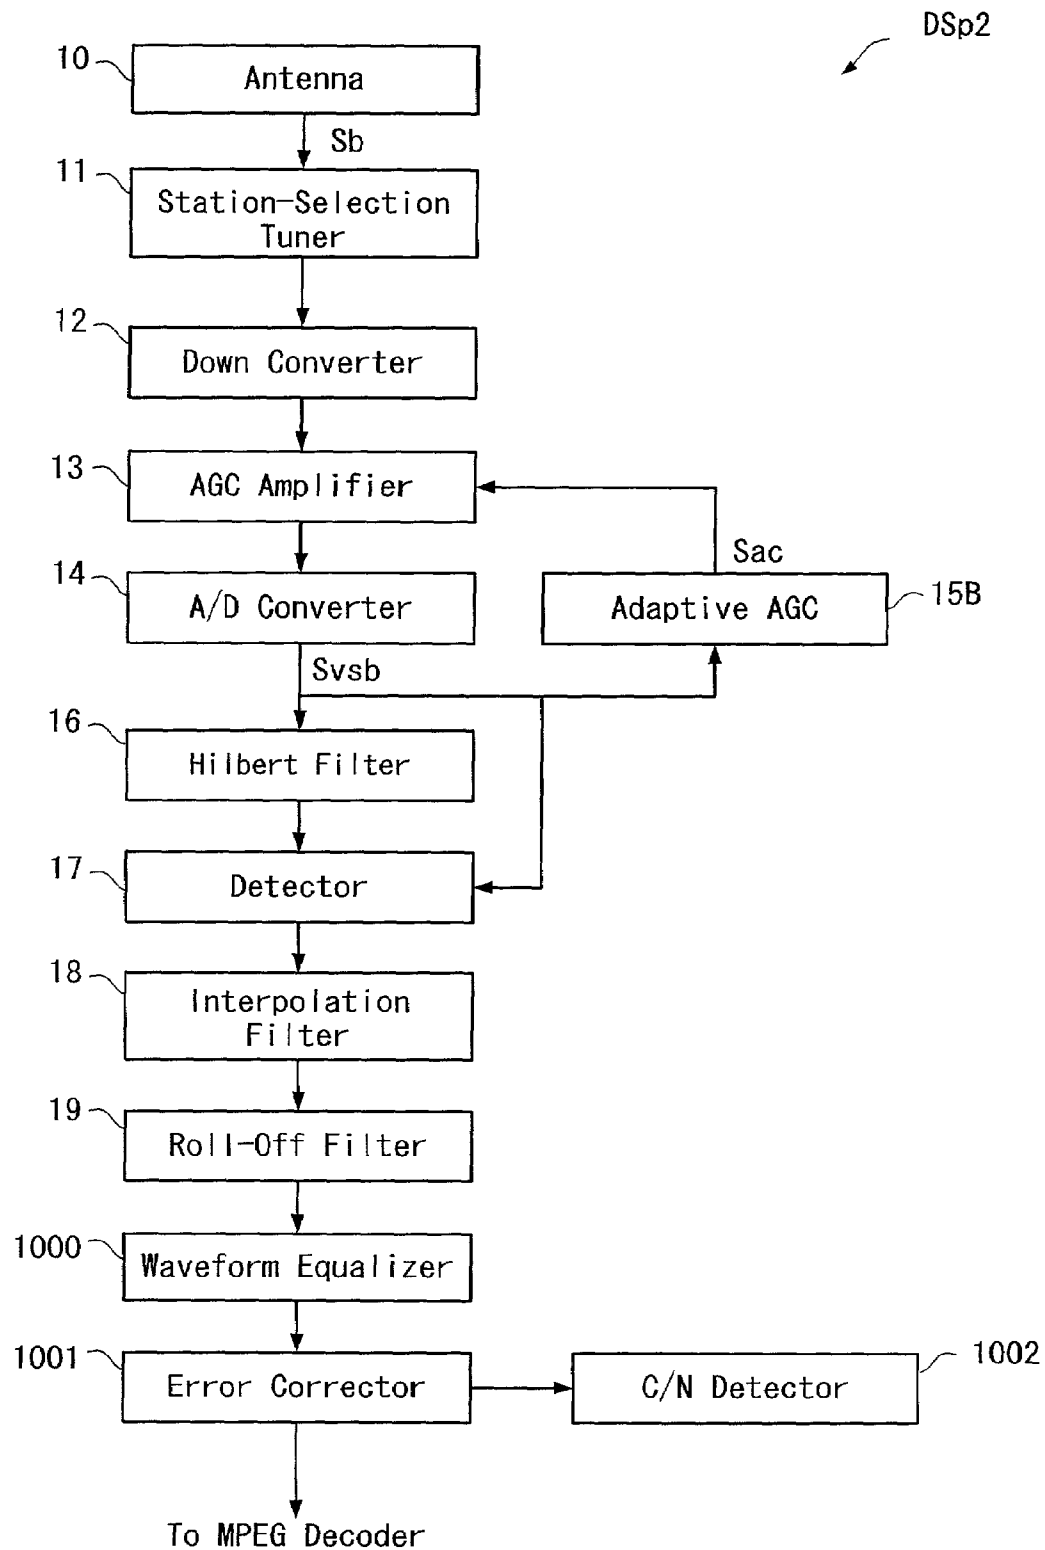 DSp2
10
Antenna
Sb
11
Station-Selection
Tuner
12
Down Converter
13
AGC Amplifier
Sac
14
A/D Converter
Adaptive AGC
15B
Svsb
16
Hilbert Filter
17
Detector
18
Interpolation
Filter
19
Roll-Off Filter
1000
Waveform Equalizer
1001
Error Corrector
C/N Detector
1002
To MPEG Decoder